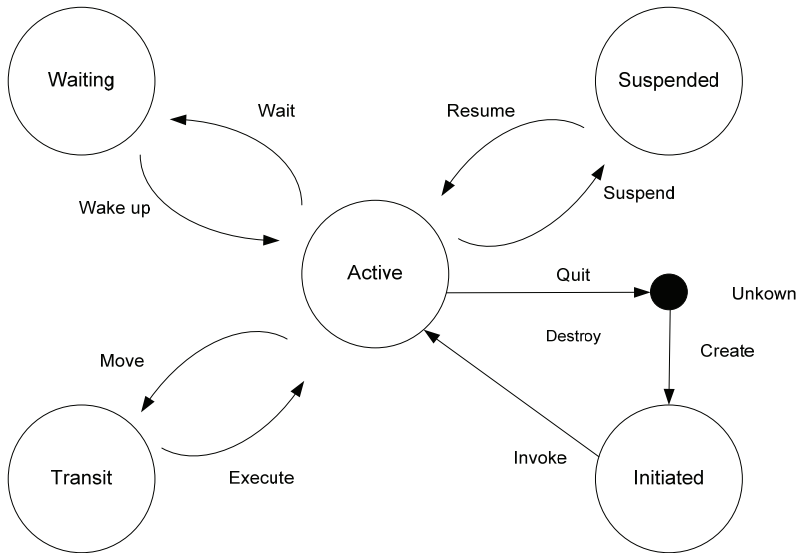 Waiting
Suspended
Wait
Resume
Wake up
Suspend
Active
Quit
Unkown
Destroy
Create
Move
Invoke
Transit
Execute
Initiated